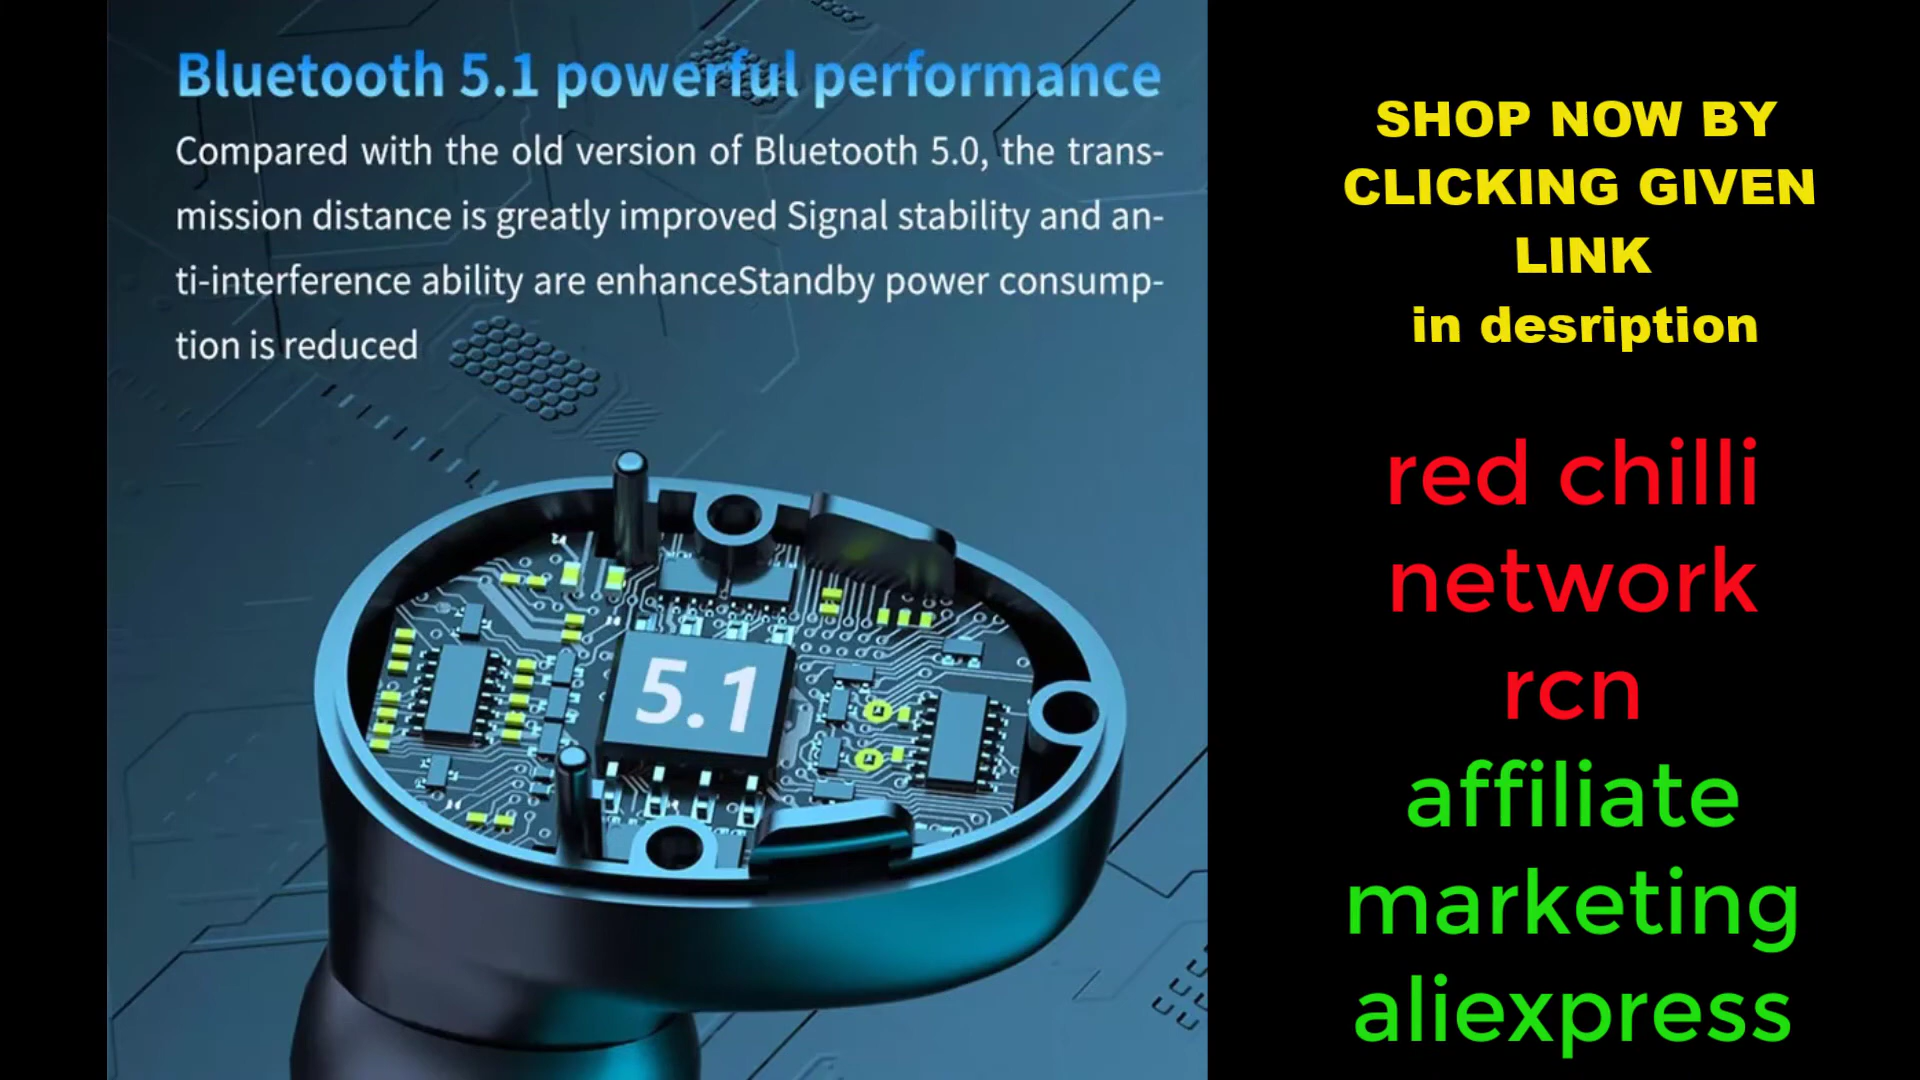 Bluetooth 5.1 powerful performance
Compared with the old version of Bluetooth 5.0, the trans-
mission distance is greatly improved Signal stability and an-
ti-interference ability are enhanceStandby power consump-
tion is reduced
5.1
SHOP NOW BY
CLICKING GIVEN
LINK
in desription
red chilli
network
rcn
affiliate
marketing
aliexpress